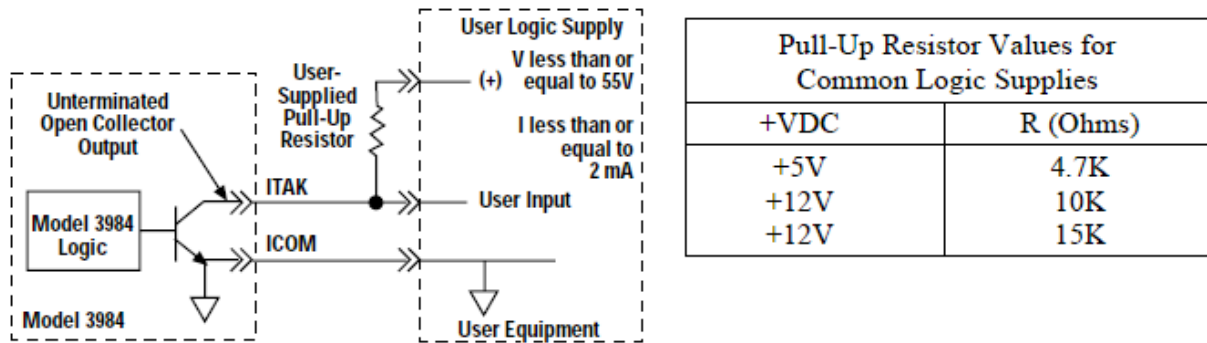 User Logic Supply
V less than or
equal to 55V
(+)
I less than or
equal to
2 mA
User-
Supplied
Pull-Up
Resistor
Unterminated
Open Collector
Output
ITAK
User Input
Model 3984
Logic
ICOM
Model 3984
User Equipment
Pull-Up Resistor Values for
Common Logic Supplies
+VDC R (Ohms)
+5V 4.7K
+12V 10K
+12V 15K